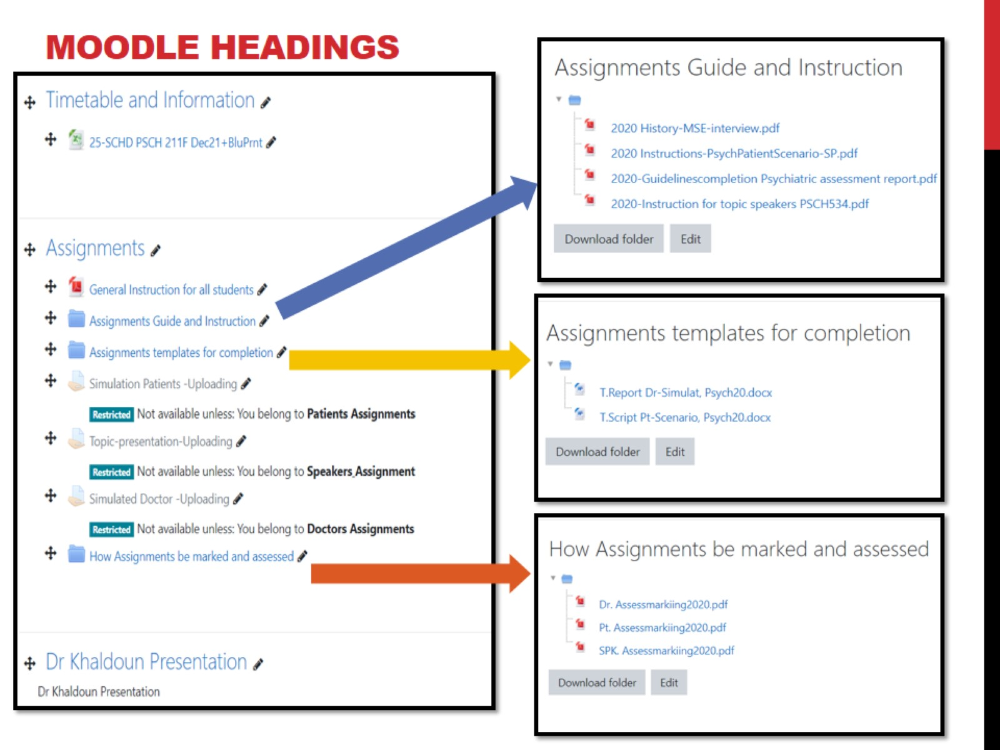 MOODLE HEADINGS
Timetable and Information
25-SCHD PSCH 211F Dec21+BluPrnt
Assignments
General Instruction for all students
Assignments Guide and Instruction
Assignments templates for completion
Simulation Patients -Uploading
Restricted Not available unless: You belong to Patients Assignments
Topic-presentation-Uploading
Restricted Not available unless: You belong to Speakers_Assignment
Simulated Doctor -Uploading
Restricted Not available unless: You belong to Doctors Assignments
How Assignments be marked and assessed
Dr Khaldoun Presentation
Dr Khaldoun Presentation
Assignments Guide and Instruction
2020 History-MSE-interview.pdf
2020 Instructions-PsychPatientScenario-SP.pdf
2020-Guidelinescompletion Psychiatric assessment report.pdf
2020-Instruction for topic speakers PSCH534.pdf
Download folder Edit
Assignments templates for completion
T.Report Dr-Simulat, Psych20.docx
T.Script Pt-Scenario, Psych20.docx
Download folder Edit
How Assignments be marked and assessed
Dr. Assessmarkiing2020.pdf
Pt. Assessmarkiing2020.pdf
SPK. Assessmarkiing2020.pdf
Download folder Edit